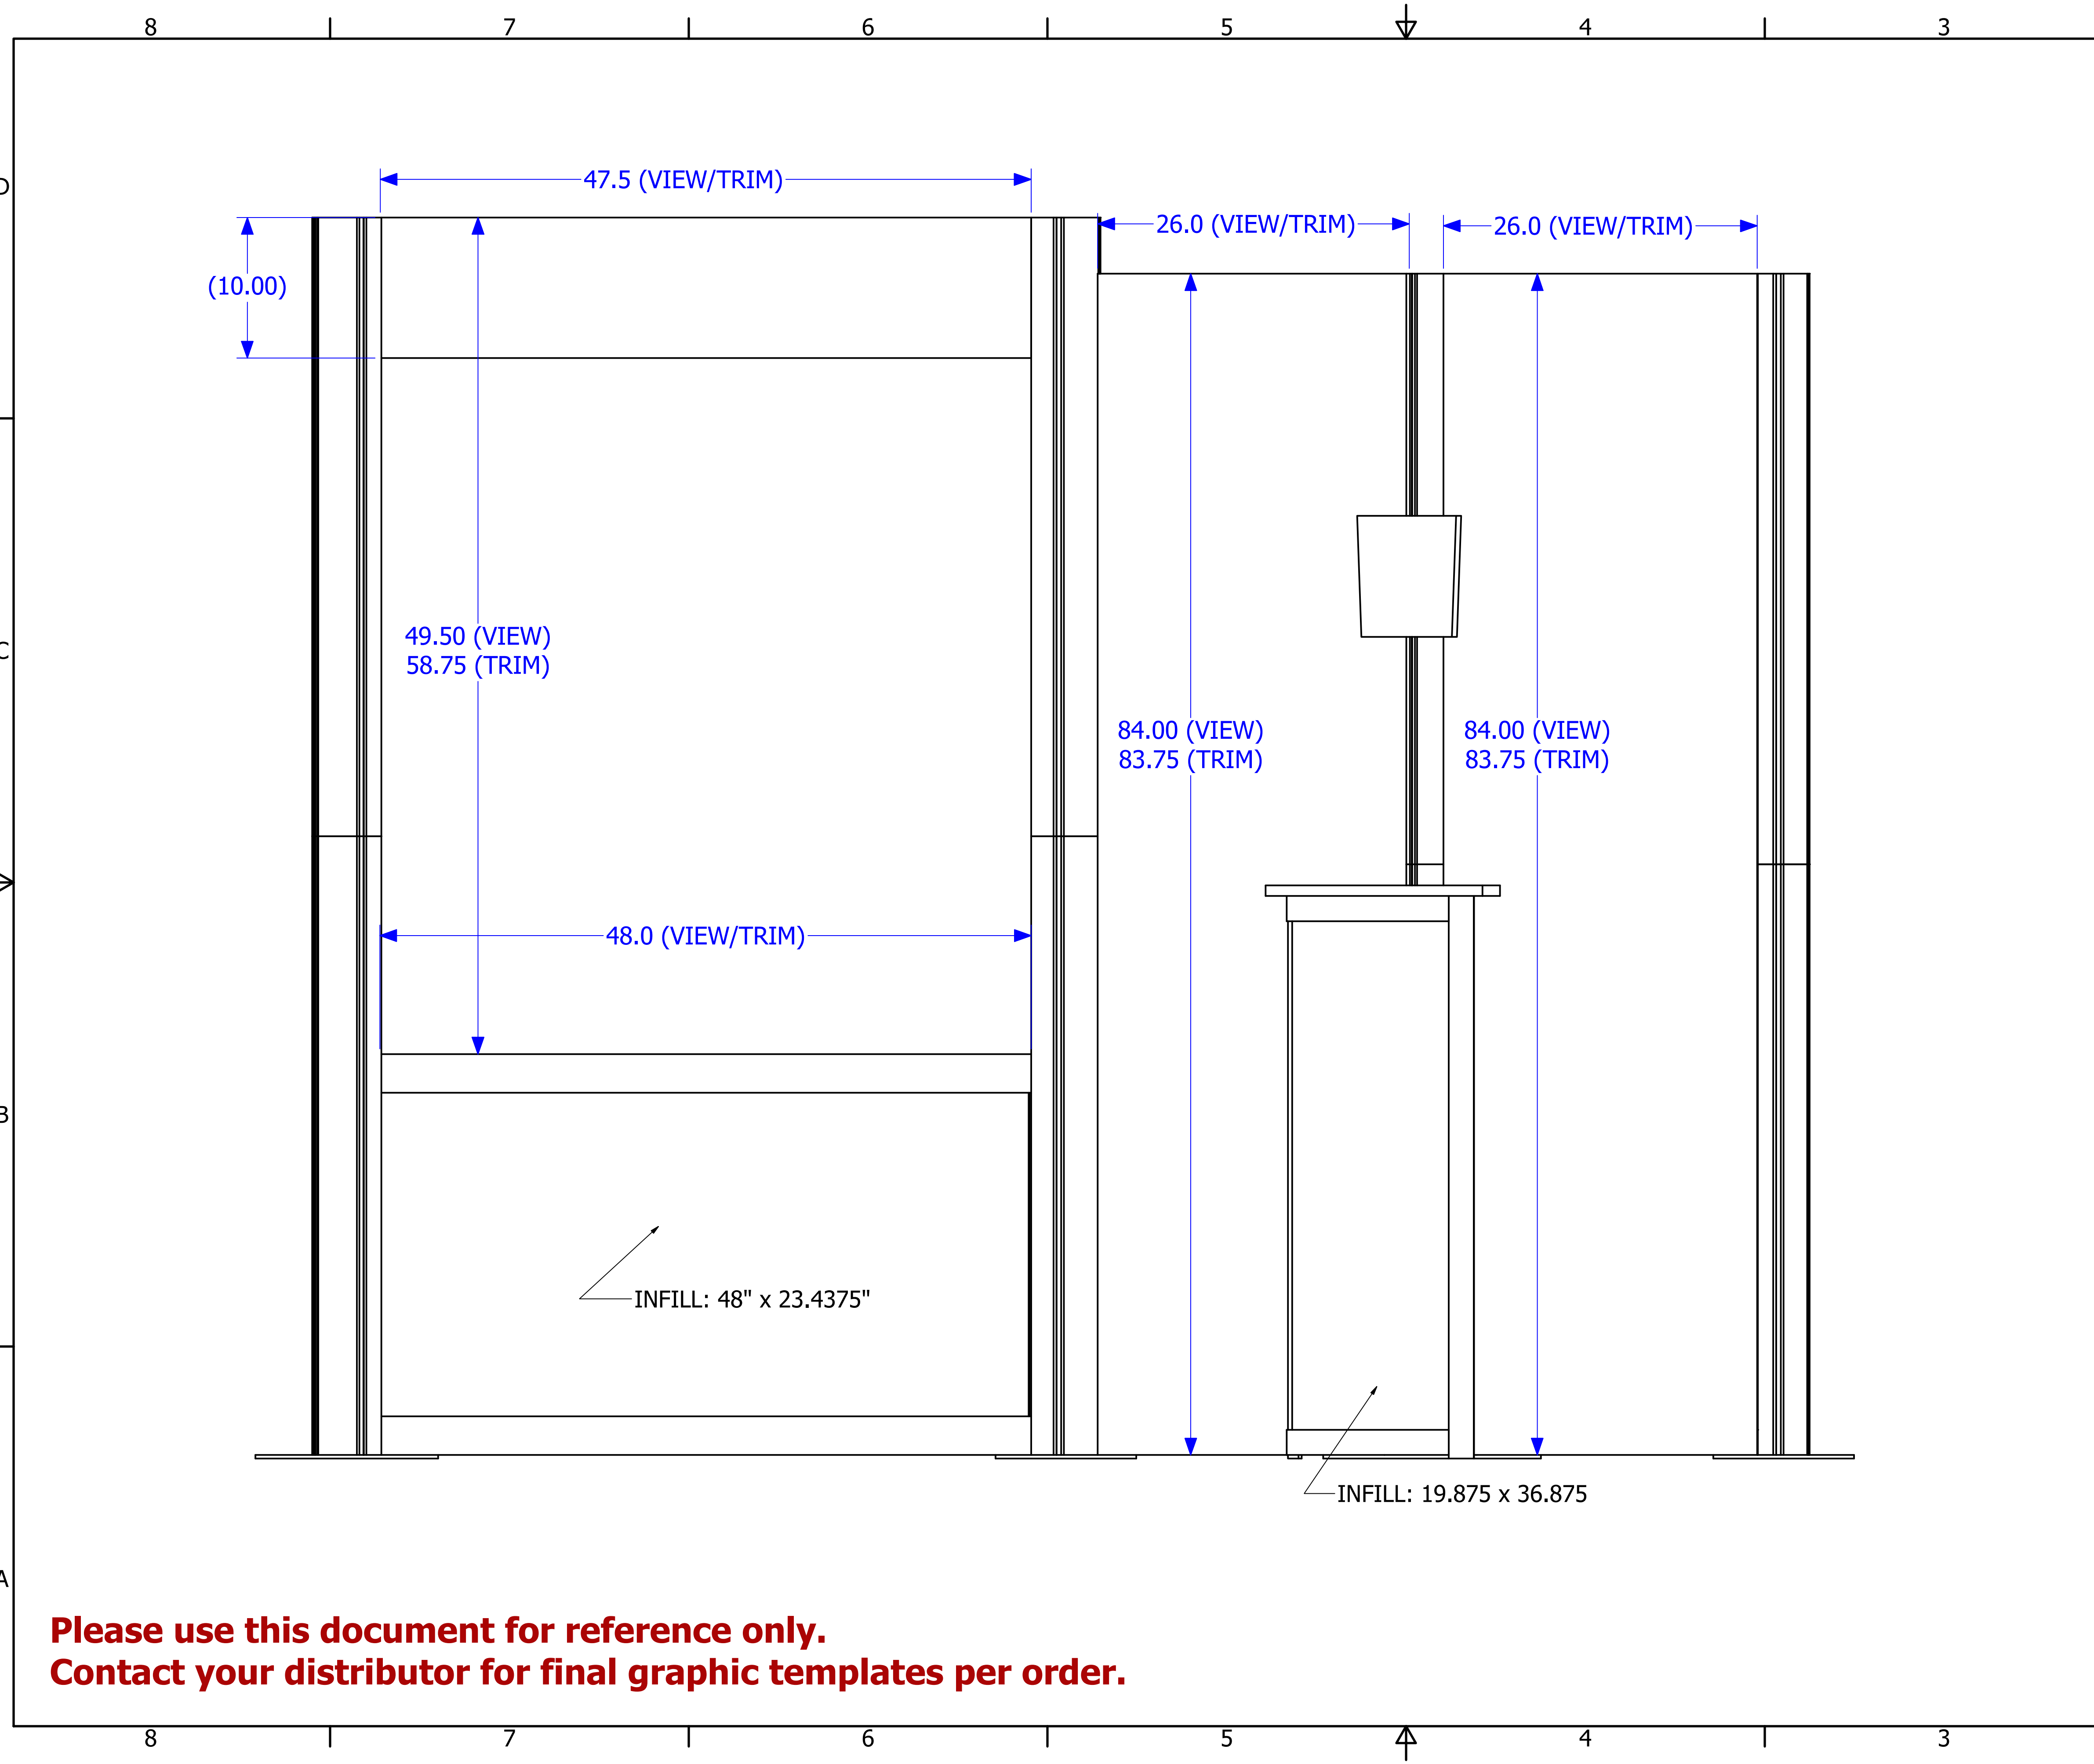 8 7 6 5 4 3
D
47.5 (VIEW/TRIM)
26.0 (VIEW/TRIM)
26.0 (VIEW/TRIM)
(10.00)
49.50 (VIEW)
58.75 (TRIM)
C
84.00 (VIEW)
83.75 (TRIM)
84.00 (VIEW)
83.75 (TRIM)
48.0 (VIEW/TRIM)
B
INFILL: 48" x 23.4375"
INFILL: 19.875 x 36.875
A
Please use this document for reference only.
Contact your distributor for final graphic templates per order.
8 7 6 5 4 3